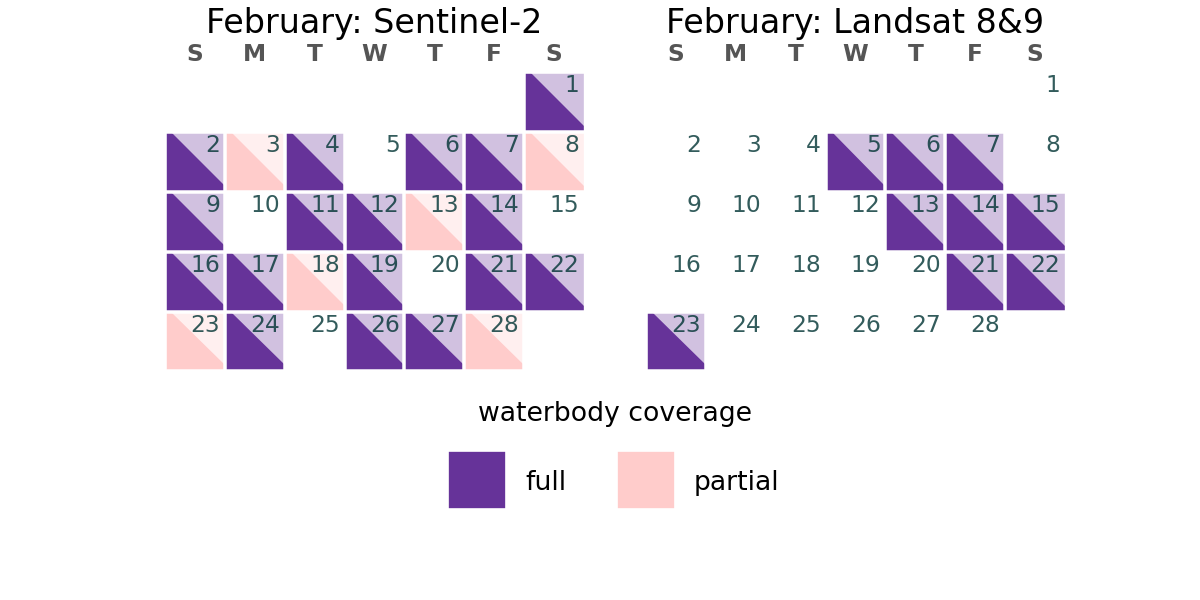 February: Sentinel-2
S M T W T F S
1
2 3 4 5 6 7 8
9 10 11 12 13 14 15
16 17 18 19 20 21 22
23 24 25 26 27 28
February: Landsat 8&9
S M T W T F S
1
2 3 4 5 6 7 8
9 10 11 12 13 14 15
16 17 18 19 20 21 22
23 24 25 26 27 28
waterbody coverage
full
partial